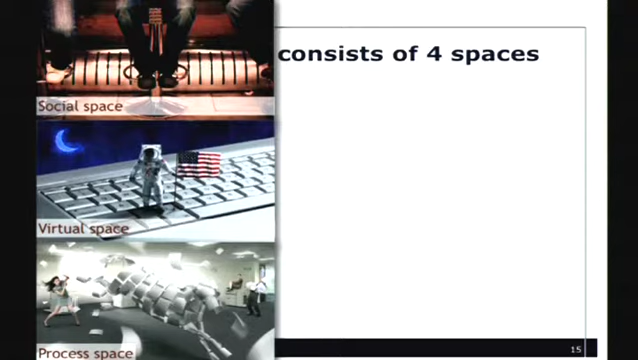 consists of 4 spaces
Social space
Virtual space
Process space
15